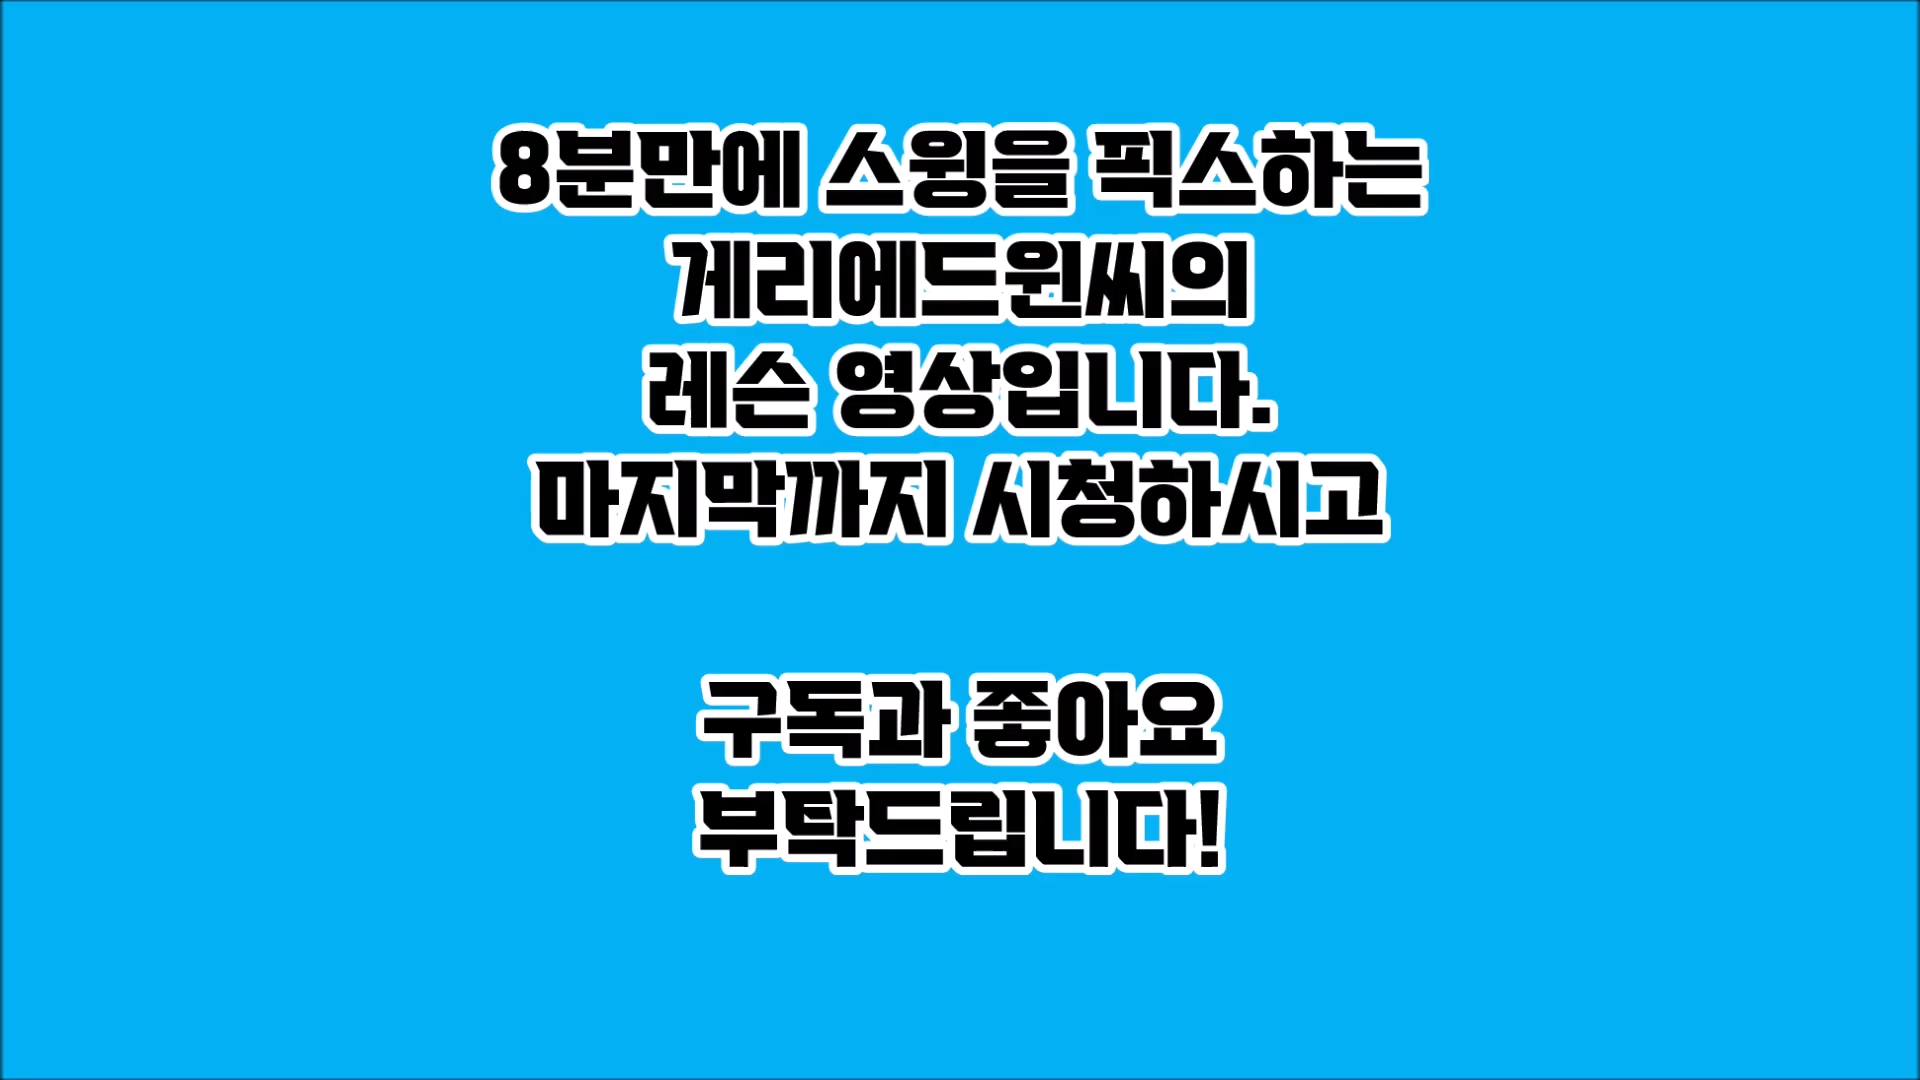 8분만에 스윙을 픽스하는
게리에드윈씨의
레슨 영상입니다.
마지막까지 시청하시고
구독과 좋아요
부탁드립니다!